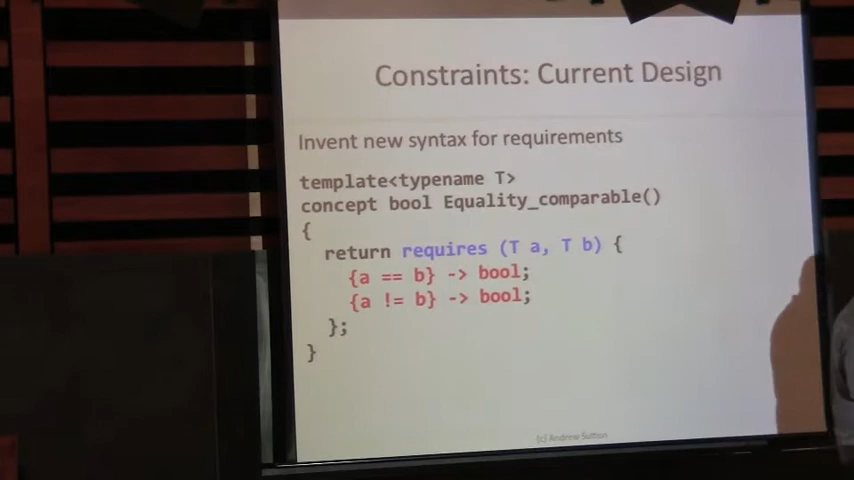 Constraints: Current Design
Invent new syntax for requirements
template<typename T>
concept bool Equality_comparable()
{
return requires (T a, T b) {
{a == b} -> bool;
{a != b} -> bool;
};
}
(c) Andrew Sutton